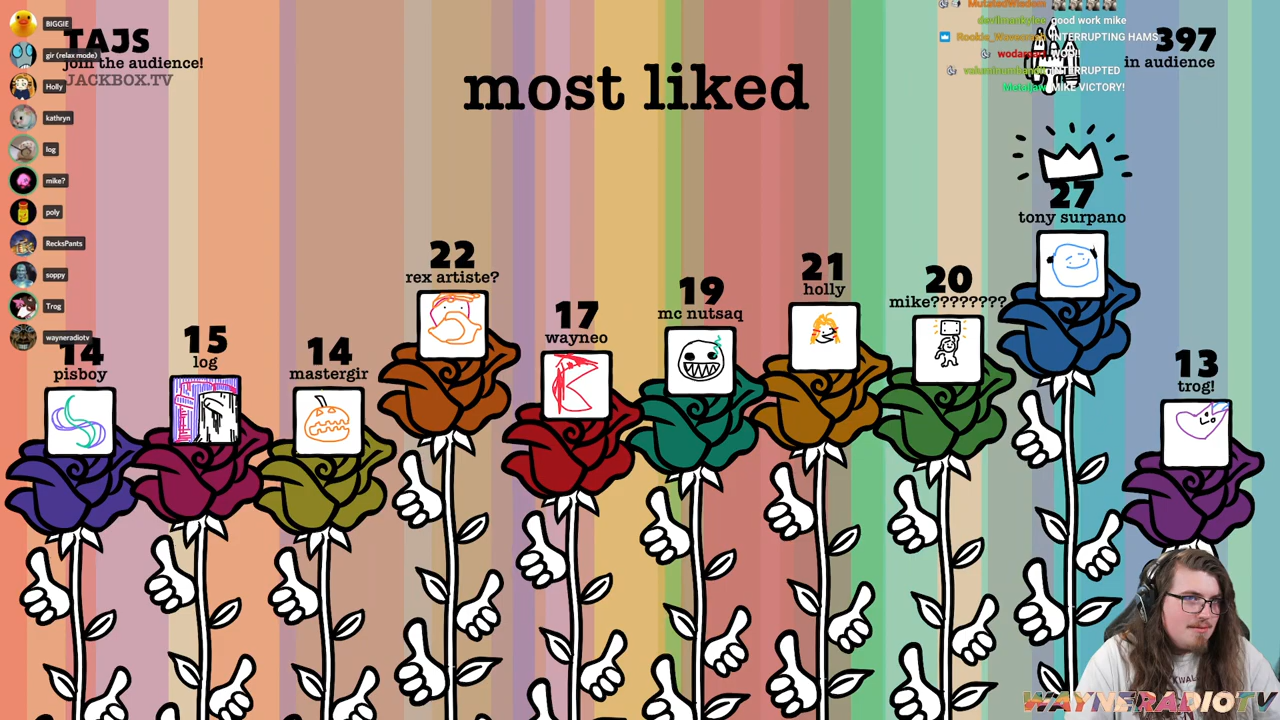 BIGGIE
gir (relax mode)
Holly
kathryn
log
mike?
poly
RecksPants
soppy
Trog
wayneradiotv
TAJS
join the audience!
JACKBOX.TV
most liked
MutatedWisdom
good work mike
INTERRUPTING HAMS
INTERRUPTED
MIKE VICTORY!
397
in audience
14
pisboy
15
log
14
mastergir
22
rex artiste?
17
wayneo
19
mc nutsaq
21
holly
20
mike????????
27
tony surpano
13
trog!
WAYNERADIOTV